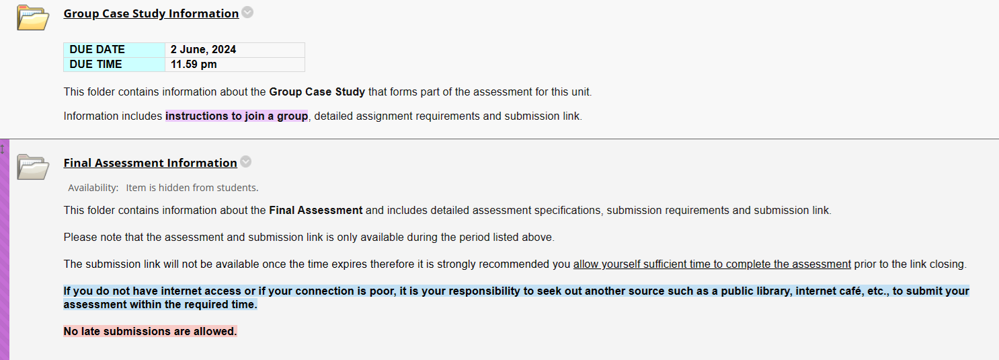 Group Case Study Information
DUE DATE 2 June, 2024
DUE TIME 11.59 pm
This folder contains information about the Group Case Study that forms part of the assessment for this unit.
Information includes instructions to join a group, detailed assignment requirements and submission link.
Final Assessment Information
Availability: Item is hidden from students.
This folder contains information about the Final Assessment and includes detailed assessment specifications, submission requirements and submission link.
Please note that the assessment and submission link is only available during the period listed above.
The submission link will not be available once the time expires therefore it is strongly recommended you allow yourself sufficient time to complete the assessment prior to the link closing.
If you do not have internet access or if your connection is poor, it is your responsibility to seek out another source such as a public library, internet café, etc., to submit your
assessment within the required time.
No late submissions are allowed.